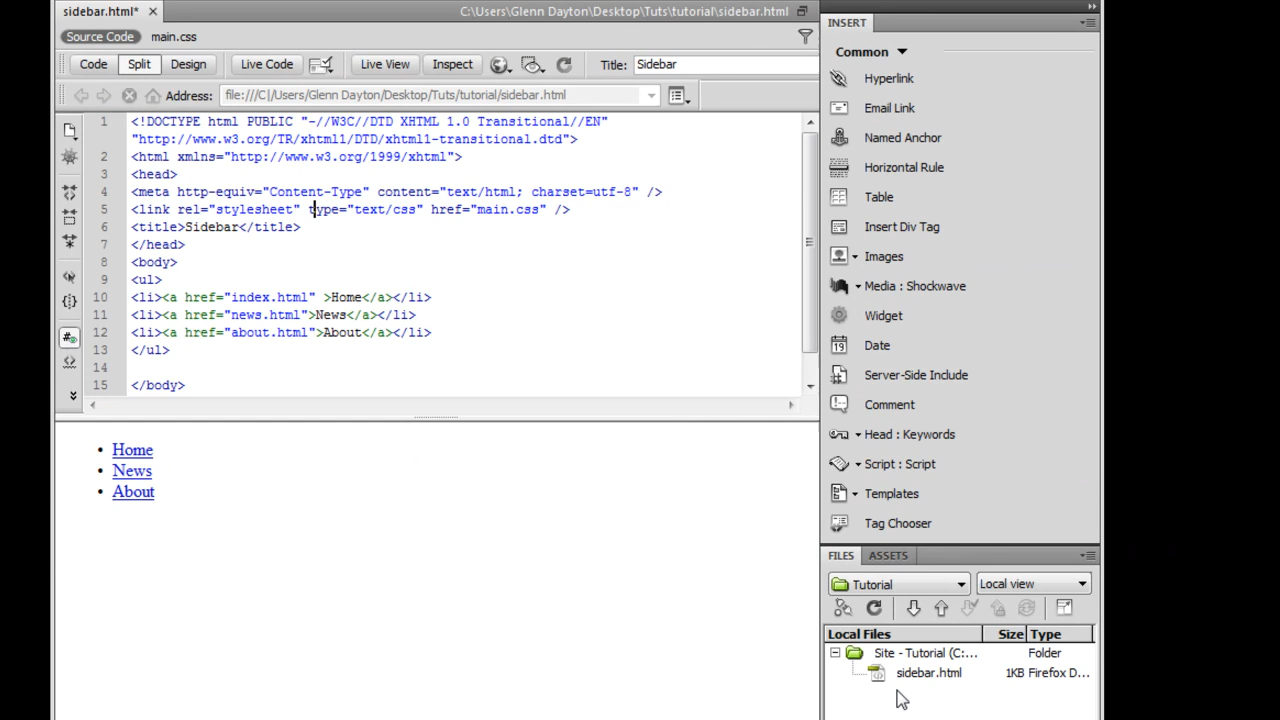 sidebar.html* ×
C:\Users\Glenn Dayton\Desktop\Tuts\tutorial\sidebar.html
Source Code main.css
Code Split Design Live Code Live View Inspect Title: Sidebar
Address: file:///C|/Users/Glenn Dayton/Desktop/Tuts/tutorial/sidebar.html
1 <!DOCTYPE html PUBLIC "-//W3C//DTD XHTML 1.0 Transitional//EN"
"http://www.w3.org/TR/xhtml1/DTD/xhtml1-transitional.dtd">
2 <html xmlns="http://www.w3.org/1999/xhtml">
3 <head>
4 <meta http-equiv="Content-Type" content="text/html; charset=utf-8" />
5 <link rel="stylesheet" type="text/css" href="main.css" />
6 <title>Sidebar</title>
7 </head>
8 <body>
9 <ul>
10 <li><a href="index.html" >Home</a></li>
11 <li><a href="news.html">News</a></li>
12 <li><a href="about.html">About</a></li>
13 </ul>
14
15 </body>
• Home
• News
• About
INSERT
Common
Hyperlink
Email Link
Named Anchor
Horizontal Rule
Table
Insert Div Tag
Images
Media : Shockwave
Widget
19 Date
Server-Side Include
Comment
Head : Keywords
Script : Script
Templates
Tag Chooser
FILES ASSETS
Tutorial Local view
Local Files Size Type
Site - Tutorial (C:... Folder
sidebar.html 1KB Firefox D...